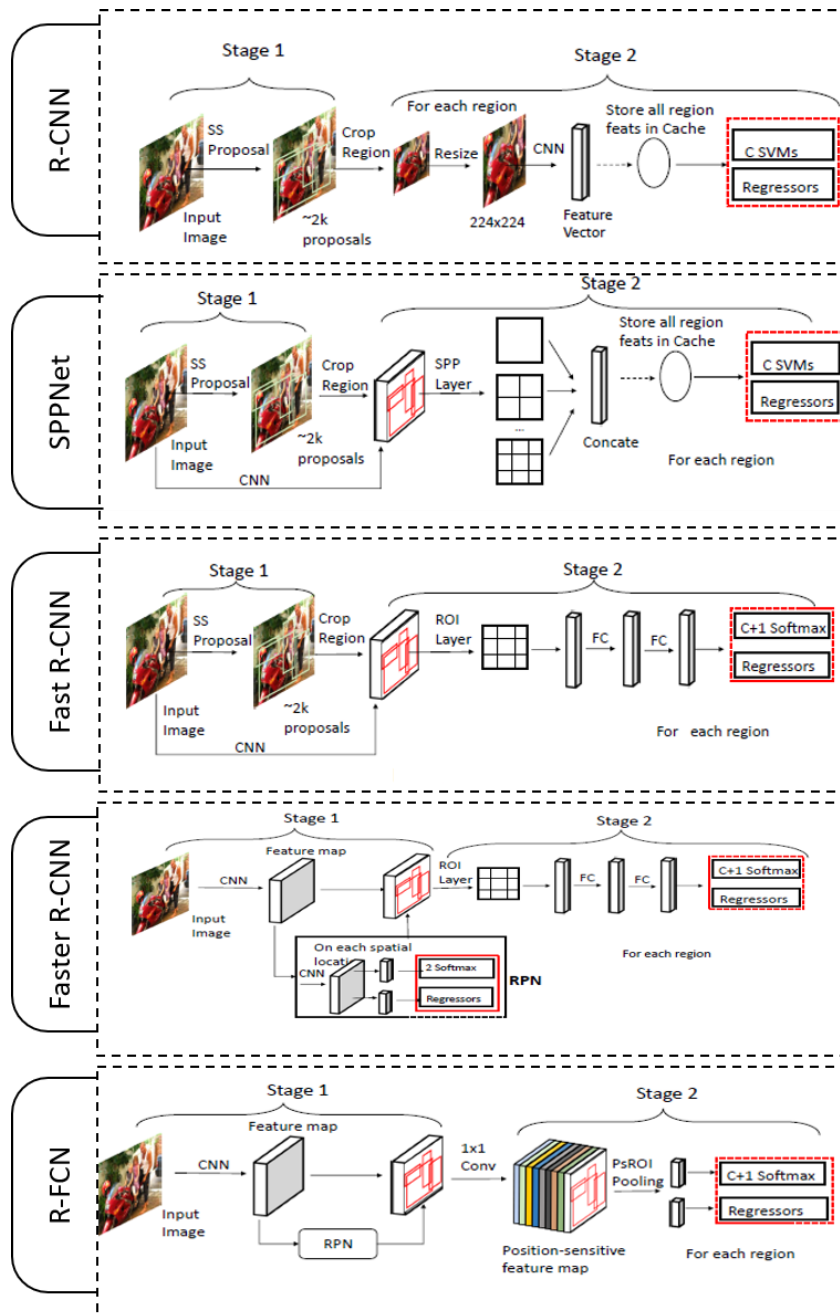 R-CNN
Stage 1
Stage 2
For each region
SS
Proposal
Crop
Region
Resize
CNN
Store all region
feats in Cache
C SVMs
Regressors
Input
Image
~2k
proposals
224x224
Feature
Vector
SPPNet
Stage 1
Stage 2
SS
Proposal
Crop
Region
SPP
Layer
Store all region
feats in Cache
C SVMs
Regressors
...
Input
Image
~2k
proposals
CNN
Concate
For each region
Fast R-CNN
Stage 1
Stage 2
SS
Proposal
Crop
Region
ROI
Layer
FC
FC
C+1 Softmax
Regressors
Input
Image
~2k
proposals
CNN
For each region
Faster R-CNN
Stage 1
Stage 2
Feature map
CNN
ROI
Layer
FC
FC
C+1 Softmax
Regressors
Input
Image
On each spatial
locatio
CNN
2 Softmax
Regressors
RPN
For each region
R-FCN
Stage 1
Stage 2
Feature map
CNN
1x1
Conv
PsROI
Pooling
C+1 Softmax
Regressors
Input
Image
RPN
Position-sensitive
feature map
For each region